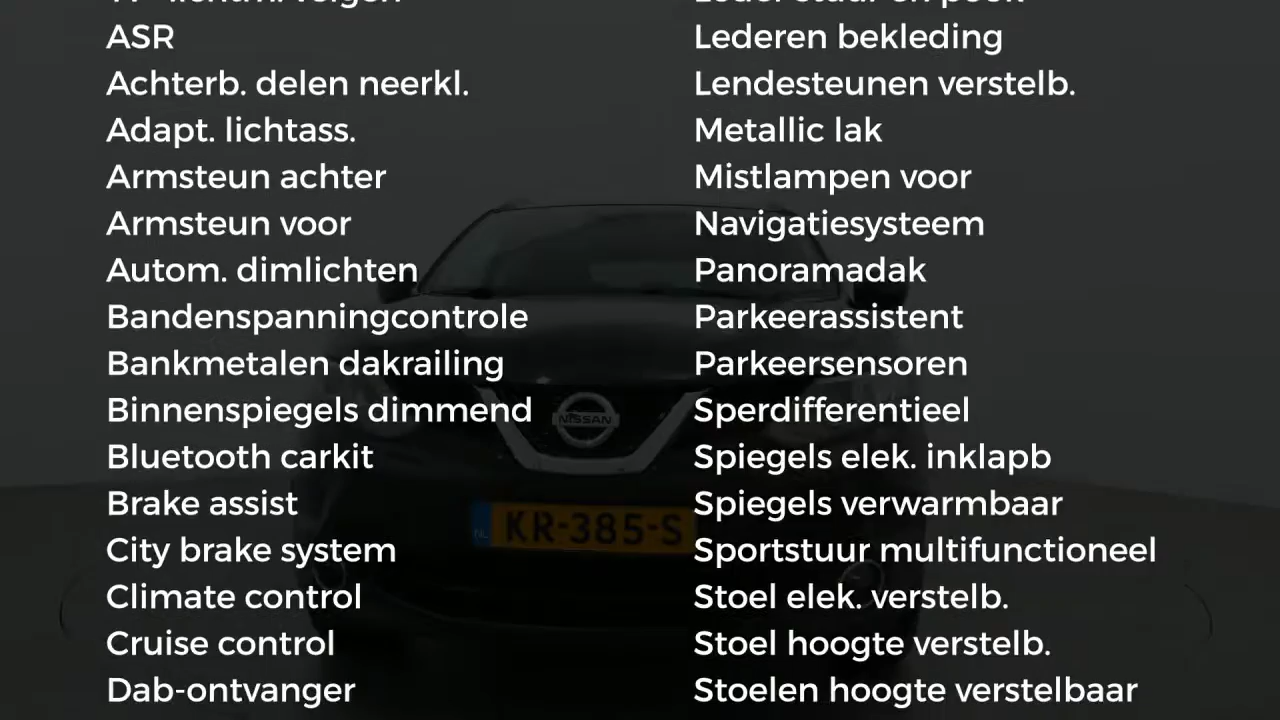 ASR
Achterb. delen neerkl.
Adapt. lichtass.
Armsteun achter
Armsteun voor
Autom. dimlichten
Bandenspanningcontrole
Bankmetalen dakrailing
Binnenspiegels dimmend
Bluetooth carkit
Brake assist
City brake system
Climate control
Cruise control
Dab-ontvanger
Lederen bekleding
Lendesteunen verstelb.
Metallic lak
Mistlampen voor
Navigatiesysteem
Panoramadak
Parkeerassistent
Parkeersensoren
Sperdifferentieel
Spiegels elek. inklapb
Spiegels verwarmbaar
Sportstuur multifunctioneel
Stoel elek. verstelb.
Stoel hoogte verstelb.
Stoelen hoogte verstelbaar
NISSAN
NL KR-385-S